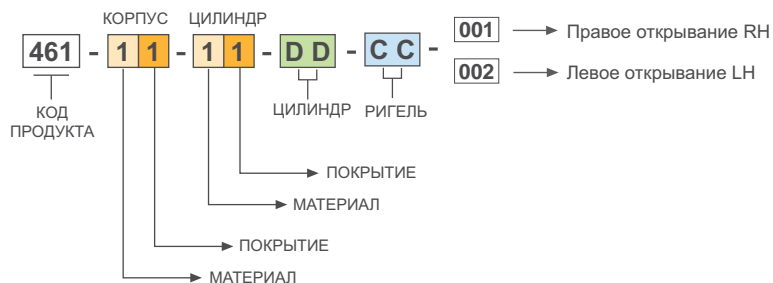 КОРПУС ЦИЛИНДР
461 - 1 1 - 1 1 - D D - C C - 001 Правое открывание RH
002 Левое открывание LH
КОД
ПРОДУКТА
ЦИЛИНДР РИГЕЛЬ
ПОКРЫТИЕ
МАТЕРИАЛ
ПОКРЫТИЕ
МАТЕРИАЛ